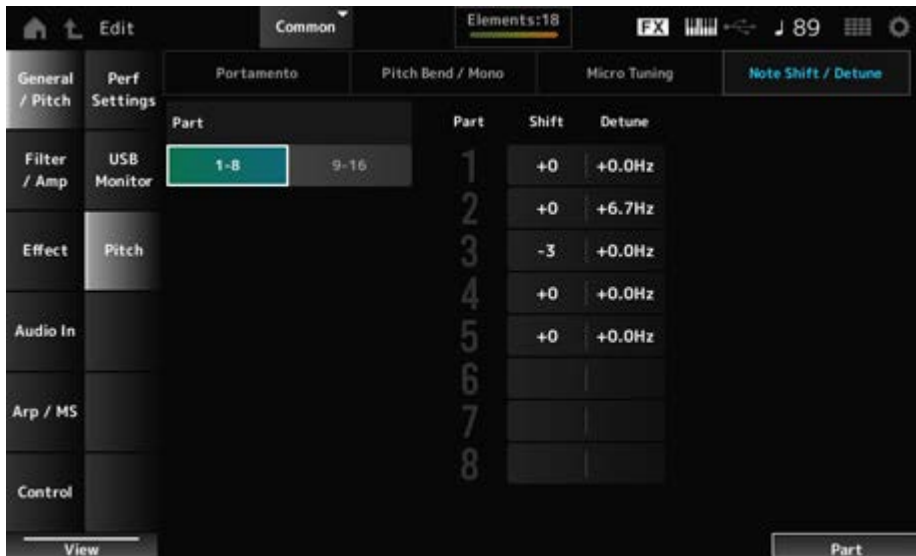 Edit
Common
Elements:18
FX
♩ 89
General / Pitch
Perf Settings
Portamento
Pitch Bend / Mono
Micro Tuning
Note Shift / Detune
Part
Part Shift Detune
Filter / Amp
USB Monitor
1-8
9-16
1 +0 +0.0Hz
2 +0 +6.7Hz
Effect
Pitch
3 -3 +0.0Hz
4 +0 +0.0Hz
Audio In
5 +0 +0.0Hz
6
Arp / MS
7
8
Control
View
Part